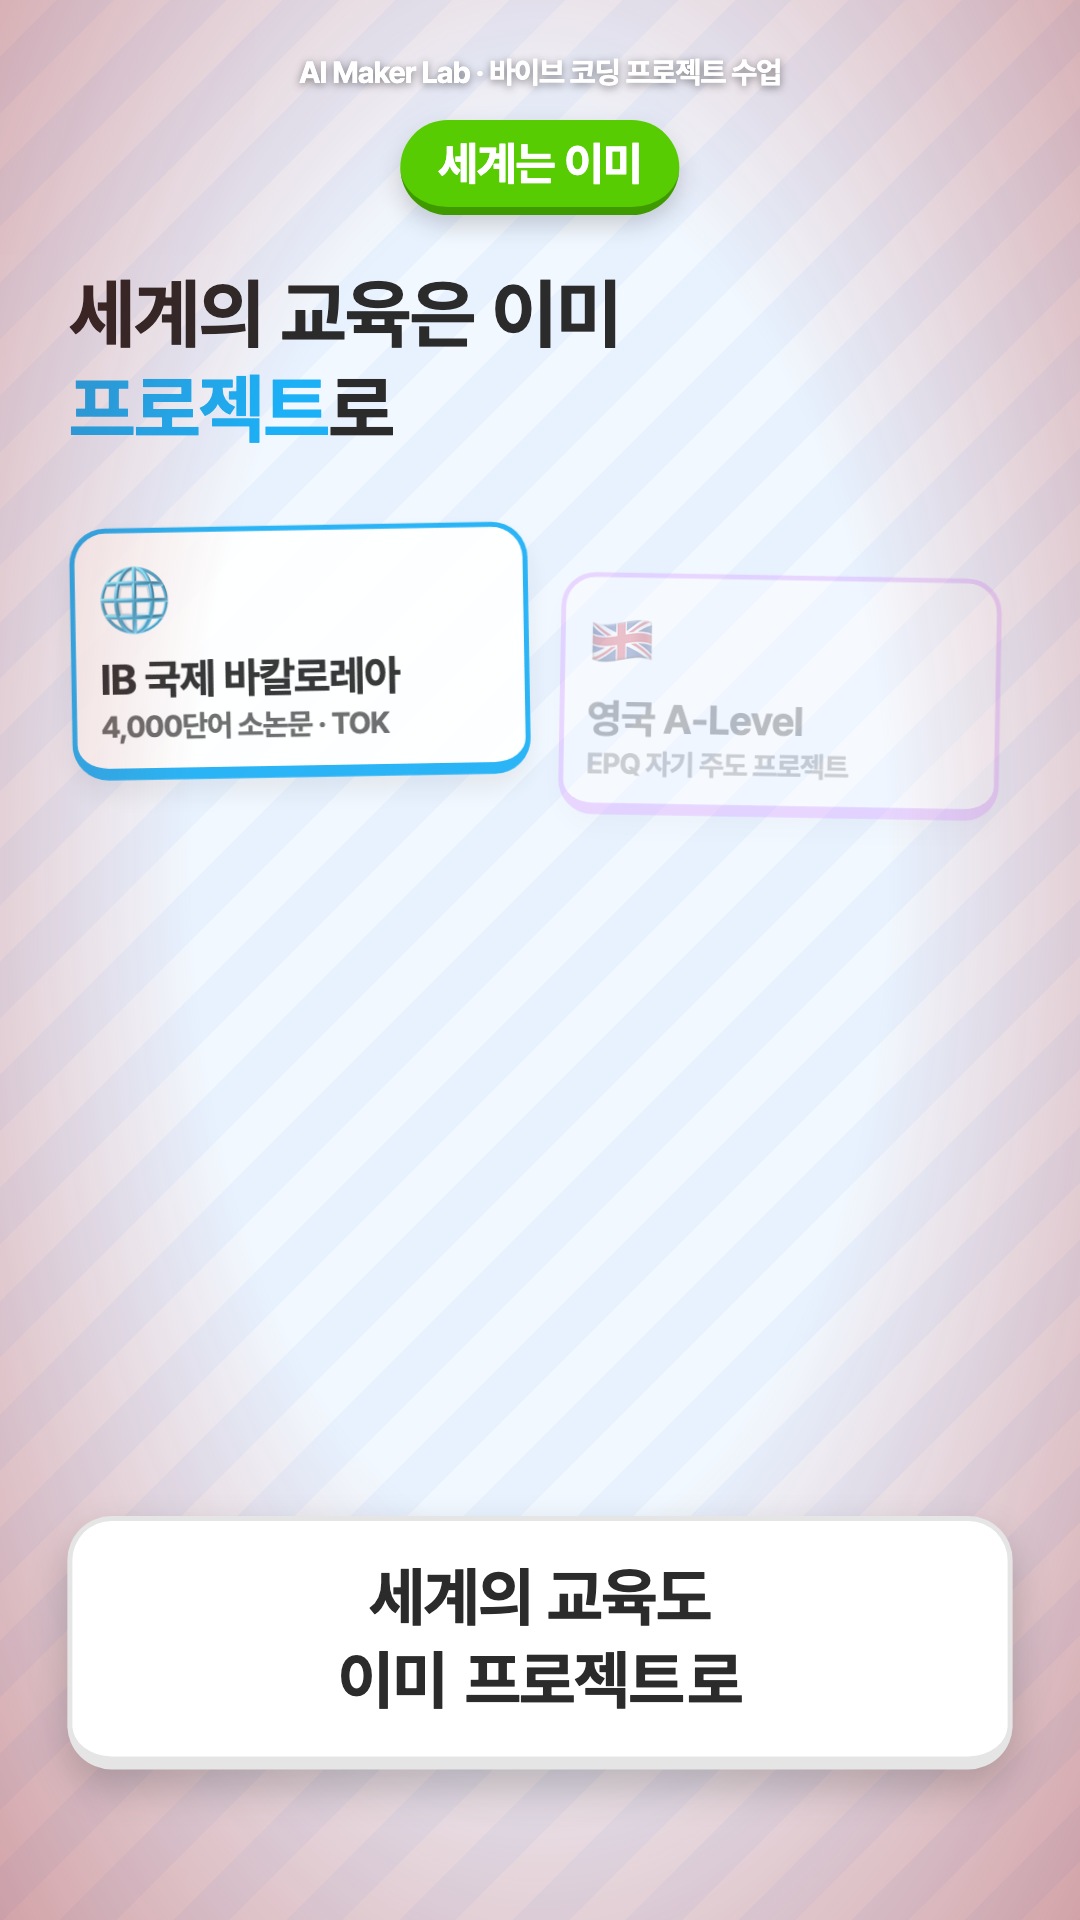 AI Maker Lab · 바이브 코딩 프로젝트 수업
세계는 이미
세계의 교육은 이미
프로젝트로
IB 국제 바칼로레아
4,000단어 소논문 · TOK
영국 A-Level
EPQ 자기 주도 프로젝트
세계의 교육도
이미 프로젝트로